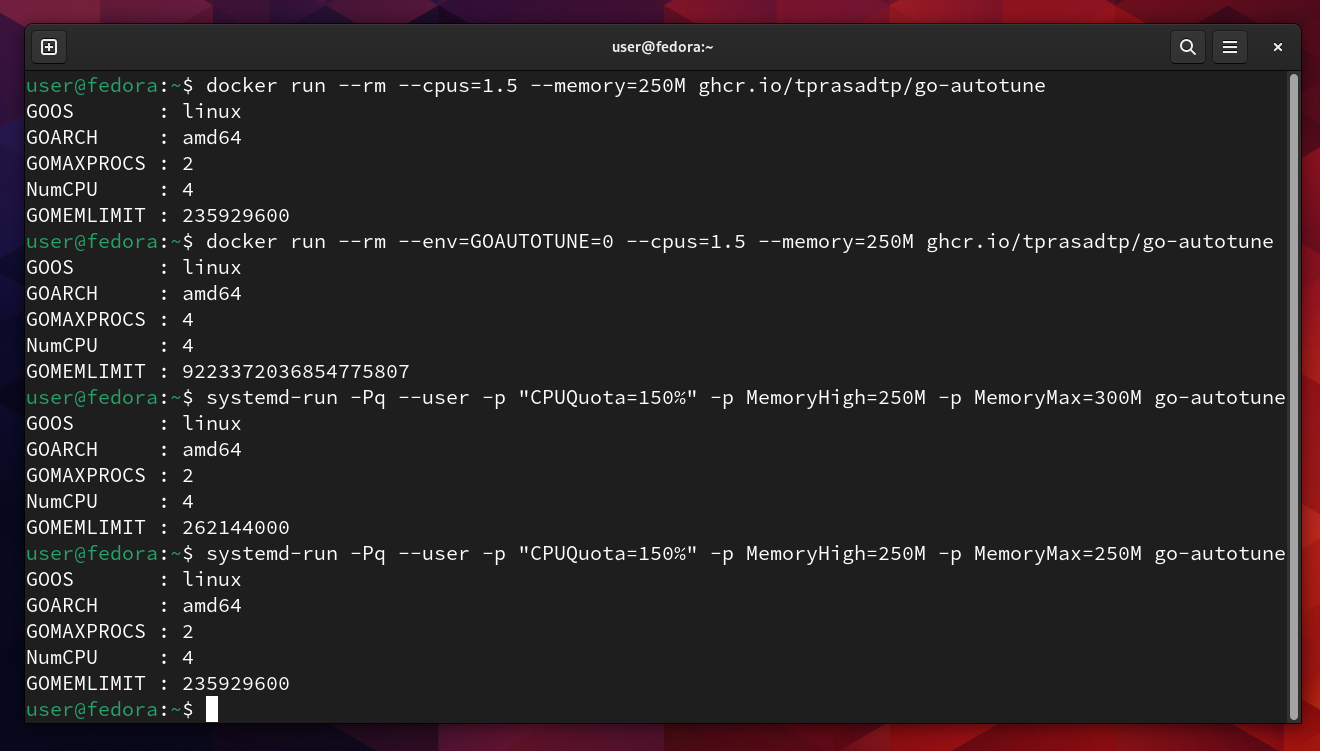 user@fedora:~
user@fedora:~$ docker run --rm --cpus=1.5 --memory=250M ghcr.io/tprasadtp/go-autotune
GOOS       : linux
GOARCH     : amd64
GOMAXPROCS : 2
NumCPU     : 4
GOMEMLIMIT : 235929600
user@fedora:~$ docker run --rm --env=GOAUTOTUNE=0 --cpus=1.5 --memory=250M ghcr.io/tprasadtp/go-autotune
GOOS       : linux
GOARCH     : amd64
GOMAXPROCS : 4
NumCPU     : 4
GOMEMLIMIT : 9223372036854775807
user@fedora:~$ systemd-run -Pq --user -p "CPUQuota=150%" -p MemoryHigh=250M -p MemoryMax=300M go-autotune
GOOS       : linux
GOARCH     : amd64
GOMAXPROCS : 2
NumCPU     : 4
GOMEMLIMIT : 262144000
user@fedora:~$ systemd-run -Pq --user -p "CPUQuota=150%" -p MemoryHigh=250M -p MemoryMax=250M go-autotune
GOOS       : linux
GOARCH     : amd64
GOMAXPROCS : 2
NumCPU     : 4
GOMEMLIMIT : 235929600
user@fedora:~$